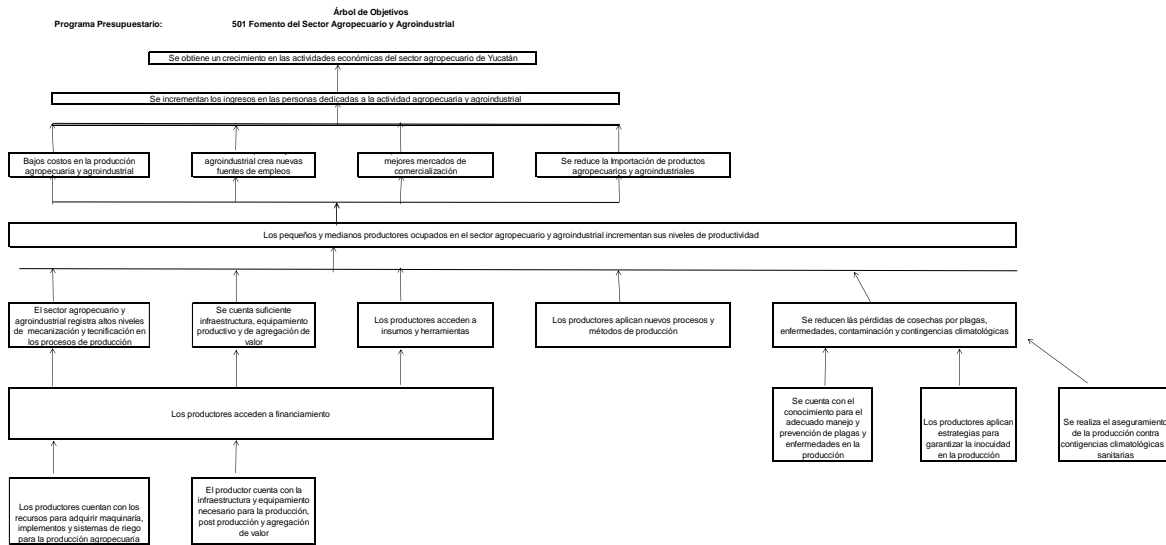 Árbol de Objetivos
Programa Presupuestario: 501 Fomento del Sector Agropecuario y Agroindustrial
Se obtiene un crecimiento en las actividades económicas del sector agropecuario de Yucatán
Se incrementan los ingresos en las personas dedicadas a la actividad agropecuaria y agroindustrial
Bajos costos en la producción
agropecuaria y agroindustrial
agroindustrial crea nuevas
fuentes de empleos
mejores mercados de
comercialización
Se reduce la Importación de productos
agropecuarios y agroindustriales
Los pequeños y medianos productores ocupados en el sector agropecuario y agroindustrial incrementan sus niveles de productividad
El sector agropecuario y
agroindustrial registra altos niveles
de mecanización y tecnificación en
los procesos de producción
Se cuenta suficiente
infraestructura, equipamiento
productivo y de agregación de
valor
Los productores acceden a
insumos y herramientas
Los productores aplican nuevos procesos y
métodos de producción
Se reducen lás pérdidas de cosechas por plagas,
enfermedades, contaminación y contingencias climatológicas
Los productores acceden a financiamiento
Se cuenta con el
conocimiento para el
adecuado manejo y
prevención de plagas y
enfermedades en la
producción
Los productores aplican
estrategias para
garantizar la inocuidad
en la producción
Se realiza el aseguramiento
de la producción contra
contigencias climatológicas
sanitarias
Los productores cuentan con los
recursos para adquirir maquinaría,
implementos y sistemas de riego
para la producción agropecuaria
El productor cuenta con la
infraestructura y equipamiento
necesario para la producción,
post producción y agregación
de valor